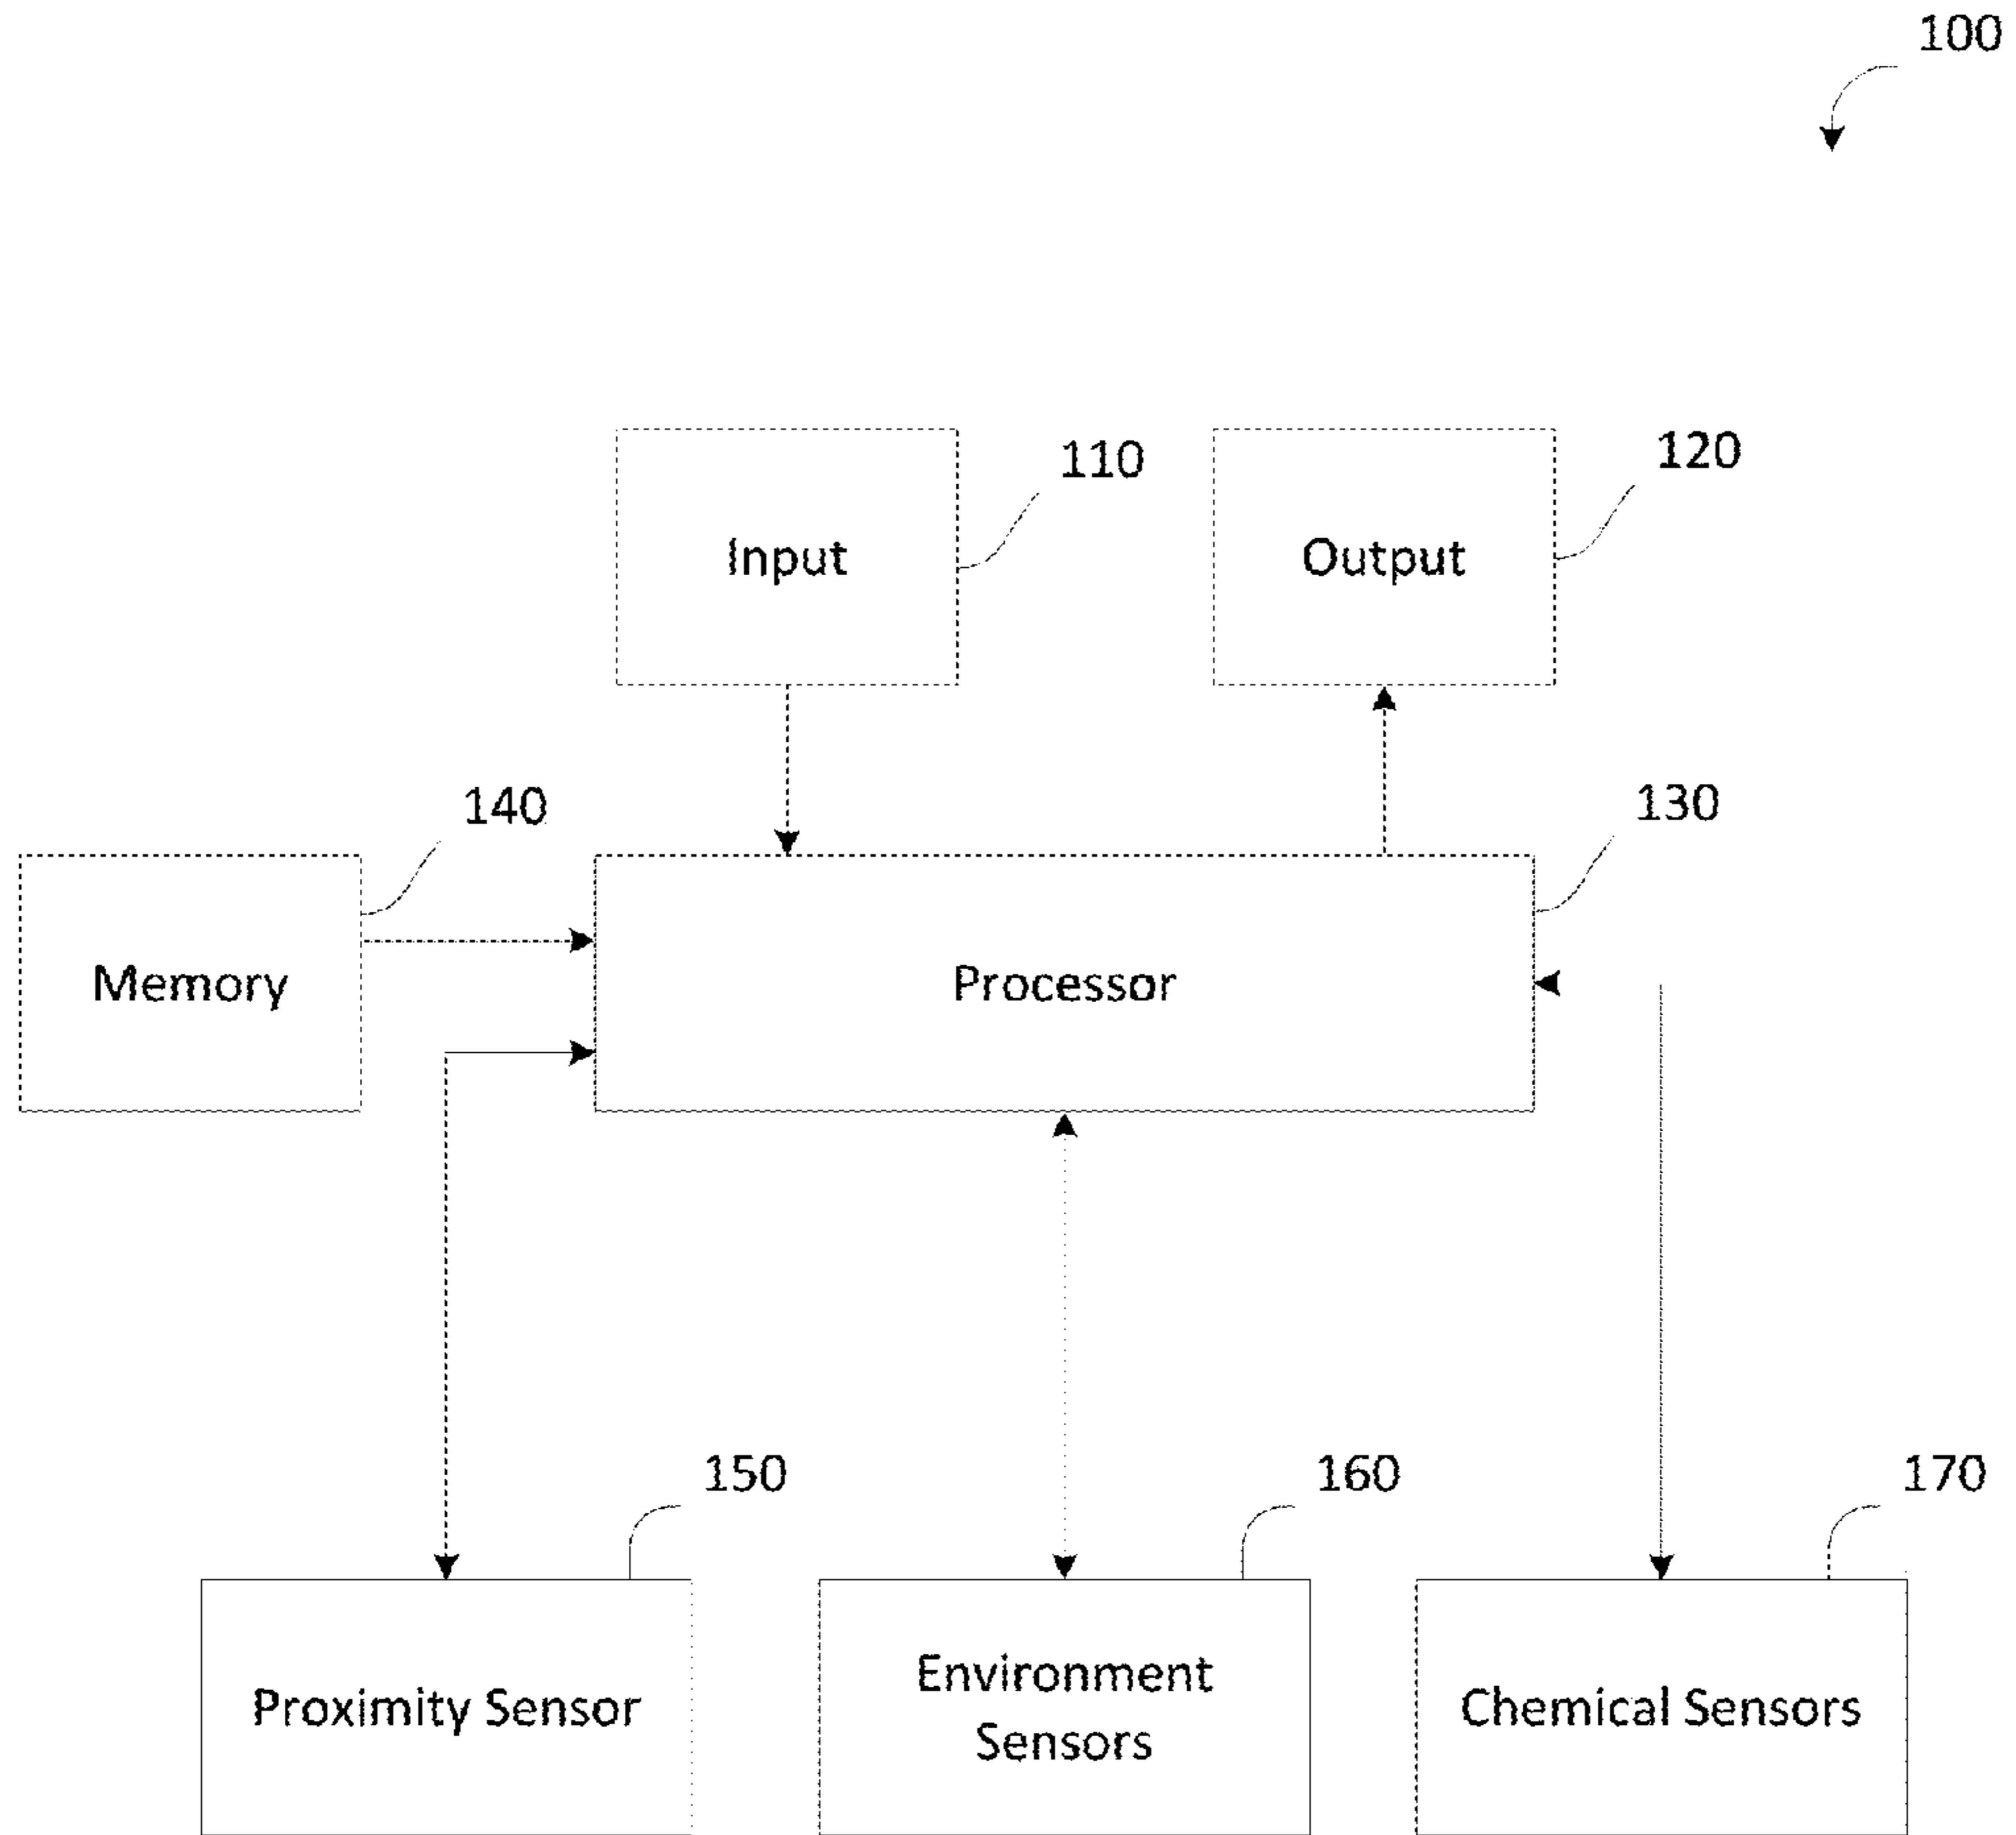 100
110
120
Input
Output
140
130
Memory
Processor
150
160
170
Proximity Sensor
Environment
Sensors
Chemical Sensors